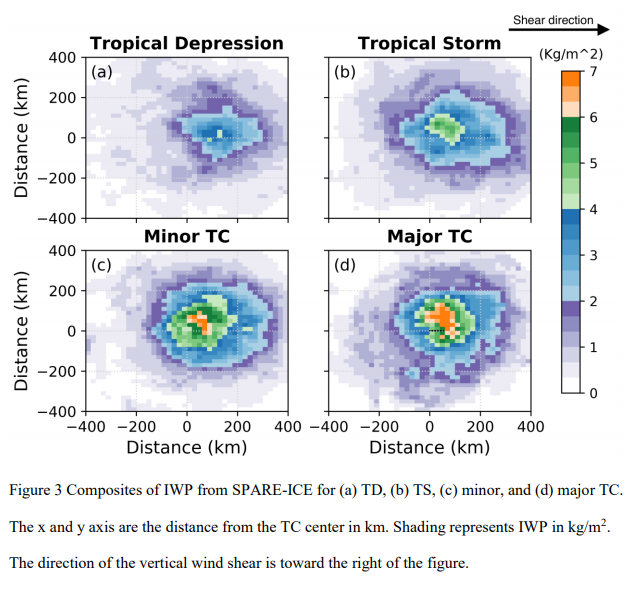 Shear direction
Tropical Depression
Tropical Storm
(Kg/m^2)
400
200
0
−200
−400
Distance (km)
(a)
(b)
7
6
5
4
3
2
1
0
Minor TC
Major TC
400
200
0
−200
−400
Distance (km)
(c)
(d)
−400 −200 0 200 400
−400 −200 0 200 400
Distance (km)
Distance (km)
Figure 3 Composites of IWP from SPARE-ICE for (a) TD, (b) TS, (c) minor, and (d) major TC.
The x and y axis are the distance from the TC center in km. Shading represents IWP in kg/m².
The direction of the vertical wind shear is toward the right of the figure.